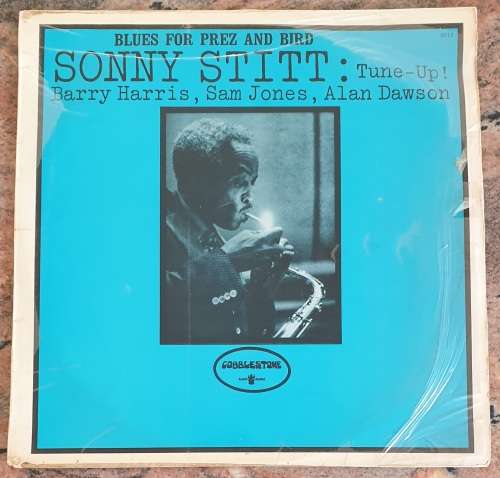 BLUES FOR PREZ AND BIRD
SONNY STITT: Tune-Up!
Barry Harris, Sam Jones, Alan Dawson
COBBLESTONE